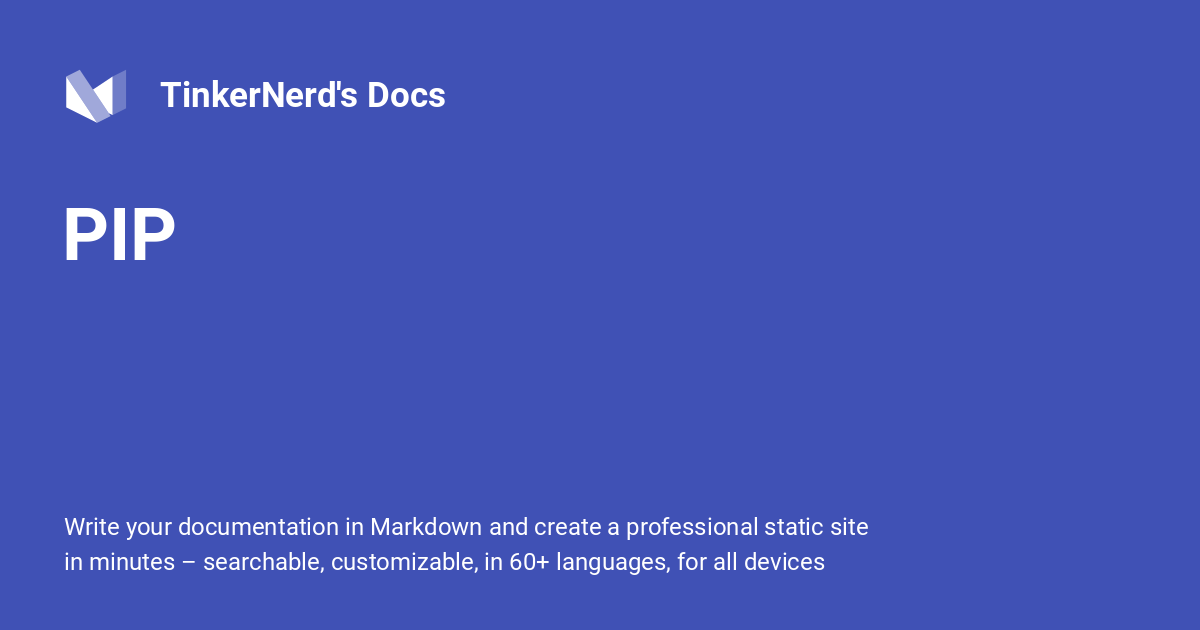 TinkerNerd's Docs
PIP
Write your documentation in Markdown and create a professional static site
in minutes – searchable, customizable, in 60+ languages, for all devices